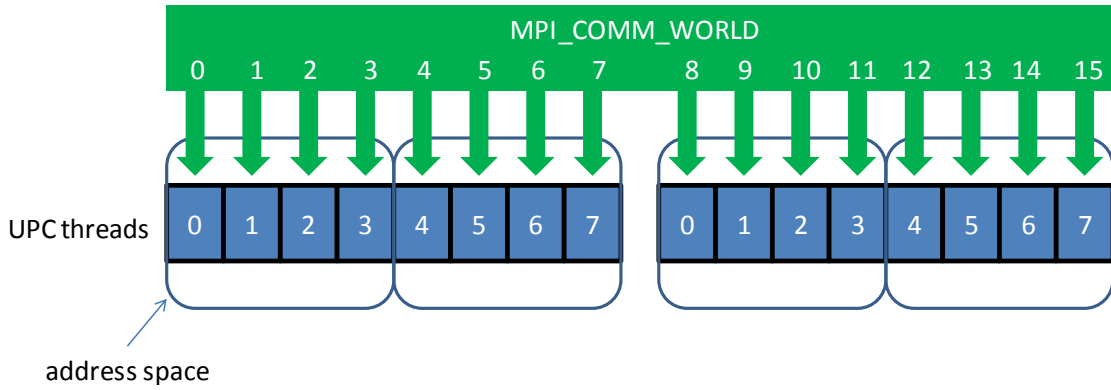 MPI_COMM_WORLD
0 1 2 3 4 5 6 7 8 9 10 11 12 13 14 15
UPC threads 0 1 2 3 4 5 6 7 0 1 2 3 4 5 6 7
address space